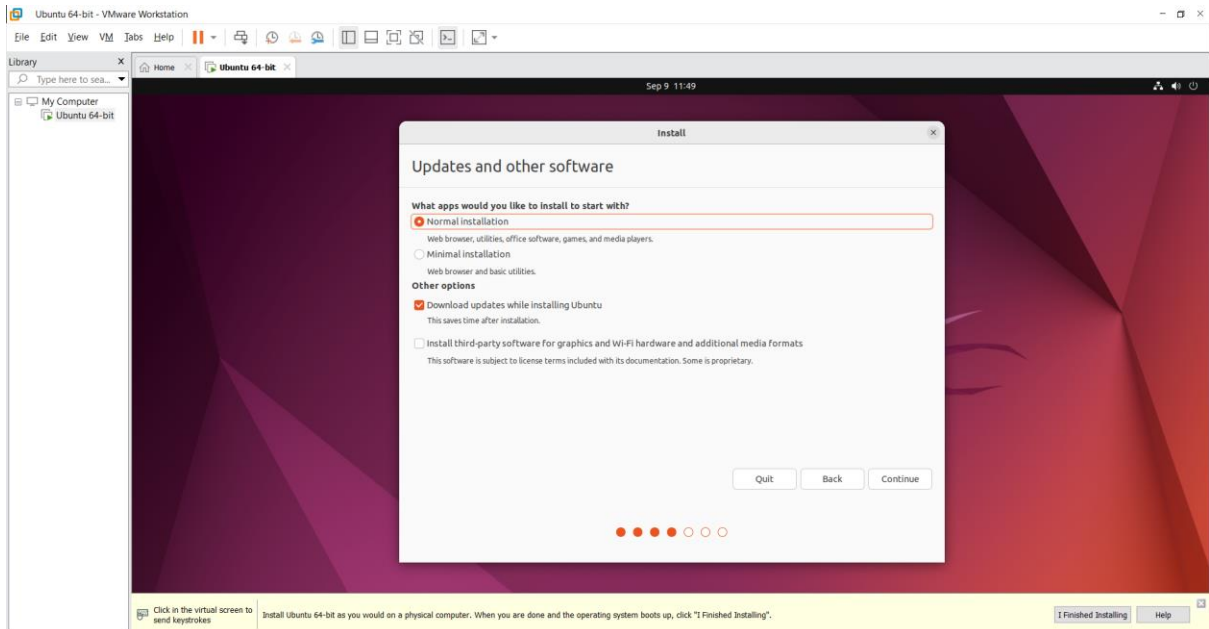 Ubuntu 64-bit - VMware Workstation
File Edit View VM Tabs Help
Library X
Type here to sea...
My Computer
Ubuntu 64-bit
Home
Ubuntu 64-bit
Sep 9 11:49
Install
Updates and other software
What apps would you like to install to start with?
Normal installation
Web browser, utilities, office software, games, and media players.
Minimal installation
Web browser and basic utilities.
Other options
Download updates while installing Ubuntu
This saves time after installation.
Install third-party software for graphics and Wi-Fi hardware and additional media formats
This software is subject to license terms included with its documentation. Some is proprietary.
Quit Back Continue
Click in the virtual screen to
send keystrokes
Install Ubuntu 64-bit as you would on a physical computer. When you are done and the operating system boots up, click "I Finished Installing".
I Finished Installing Help